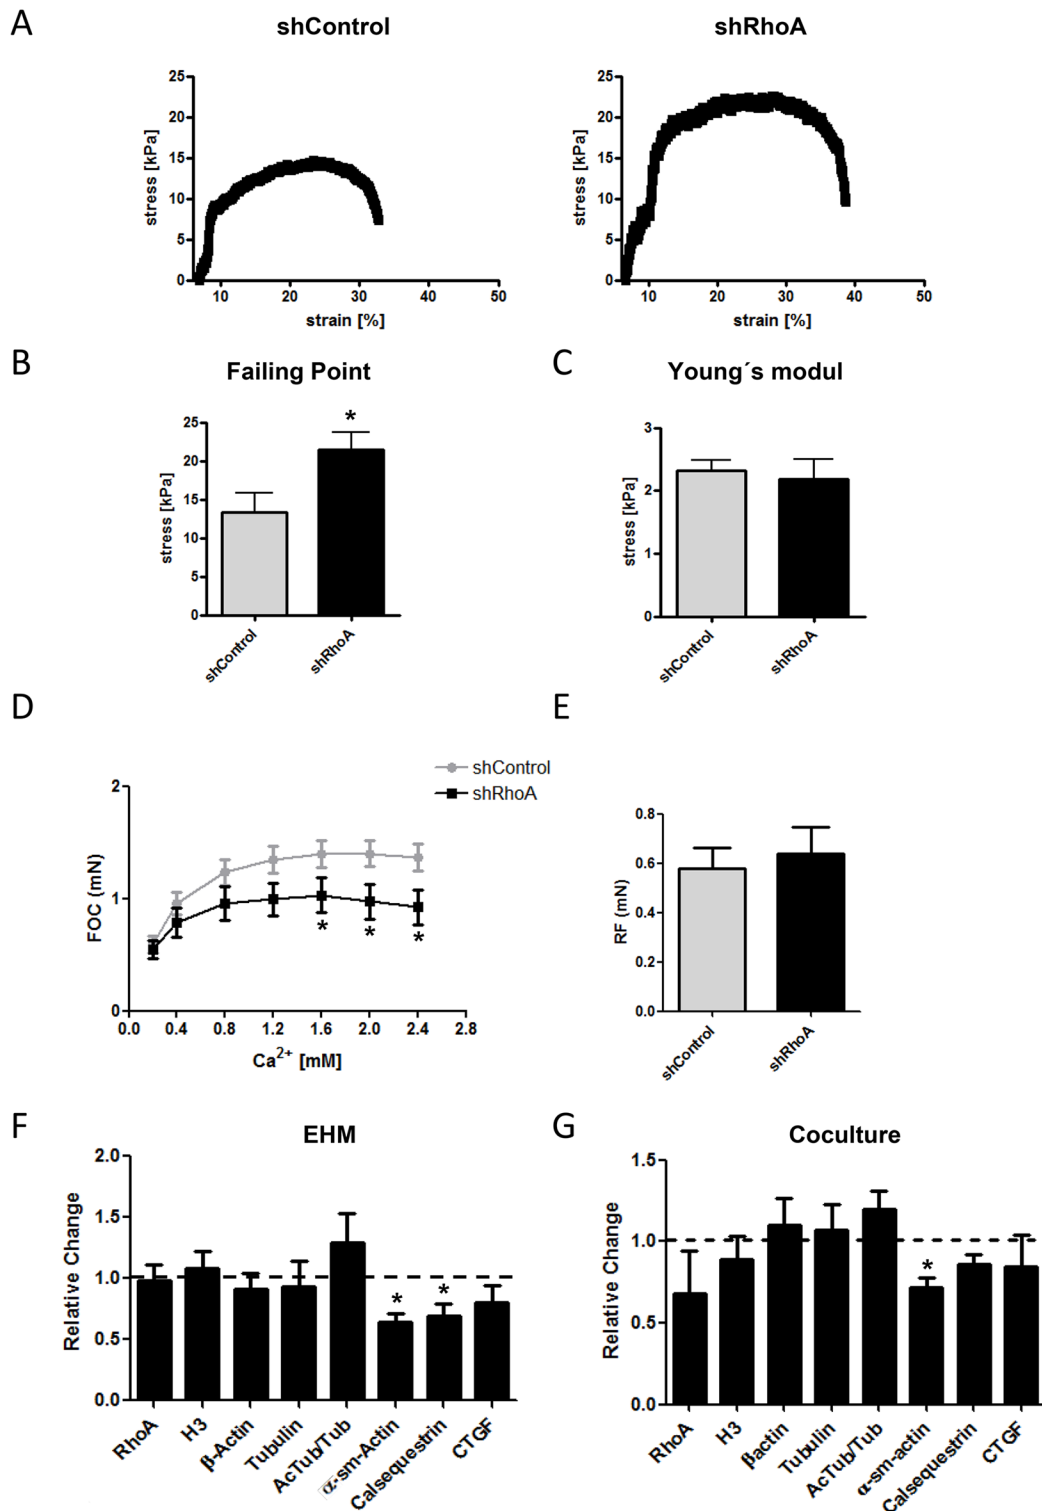 A
shControl
shRhoA
25
20
15
10
5
0
stress [kPa]
10 20 30 40 50
strain [%]
25
20
15
10
5
0
stress [kPa]
10 20 30 40 50
strain [%]
B
Failing Point
25
20
15
10
5
0
stress [kPa]
*
shControl
shRhoA
C
Young´s modul
3
2
1
0
stress [kPa]
shControl
shRhoA
D
shControl
shRhoA
2
1
0
FOC (mN)
* * *
0.0 0.4 0.8 1.2 1.6 2.0 2.4 2.8
Ca2+ [mM]
E
0.8
0.6
0.4
0.2
0.0
RF (mN)
shControl
shRhoA
F
EHM
2.0
1.5
1.0
0.5
0.0
Relative Change
* *
RhoA
H3
β-Actin
Tubulin
AcTub/Tub
α-sm-Actin
Calsequestrin
CTGF
G
Coculture
1.5
1.0
0.5
0.0
Relative Change
*
RhoA
H3
βactin
Tubulin
AcTub/Tub
α-sm-actin
Calsequestrin
CTGF